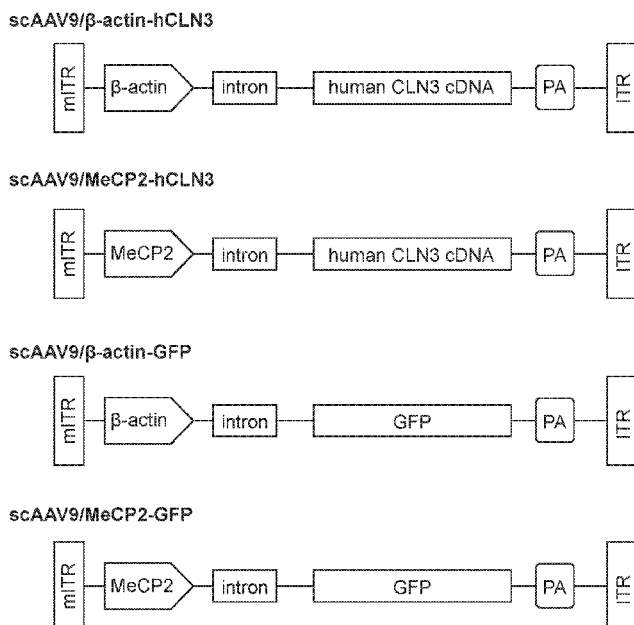 scAAV9/β-actin-hCLN3
mITR β-actin intron human CLN3 cDNA PA ITR
scAAV9/MeCP2-hCLN3
mITR MeCP2 intron human CLN3 cDNA PA ITR
scAAV9/β-actin-GFP
mITR β-actin intron GFP PA ITR
scAAV9/MeCP2-GFP
mITR MeCP2 intron GFP PA ITR